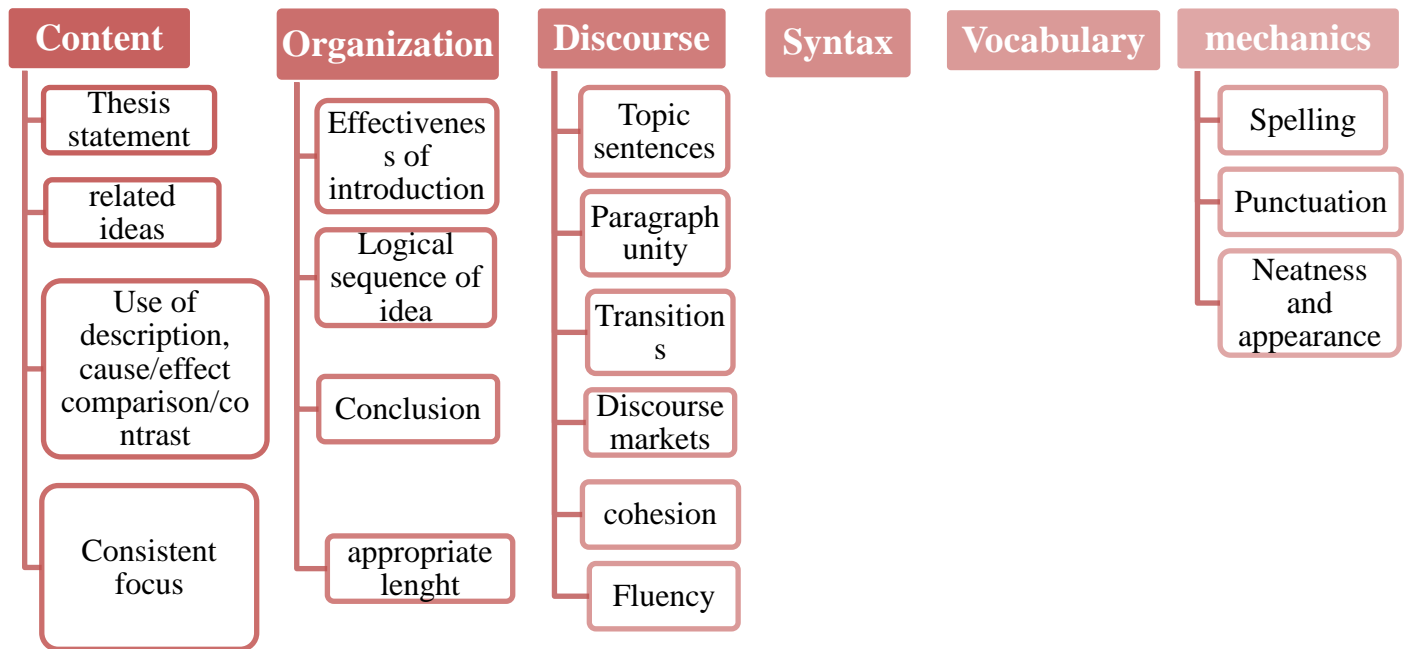 Content
Thesis
statement
related
ideas
Use of
description,
cause/effect
comparison/co
ntrast
Consistent
focus
Organization
Effectivenes
s of
introduction
Logical
sequence of
idea
Conclusion
appropriate
lenght
Discourse
Topic
sentences
Paragraph
unity
Transition
s
Discourse
markets
cohesion
Fluency
Syntax
Vocabulary
mechanics
Spelling
Punctuation
Neatness
and
appearance